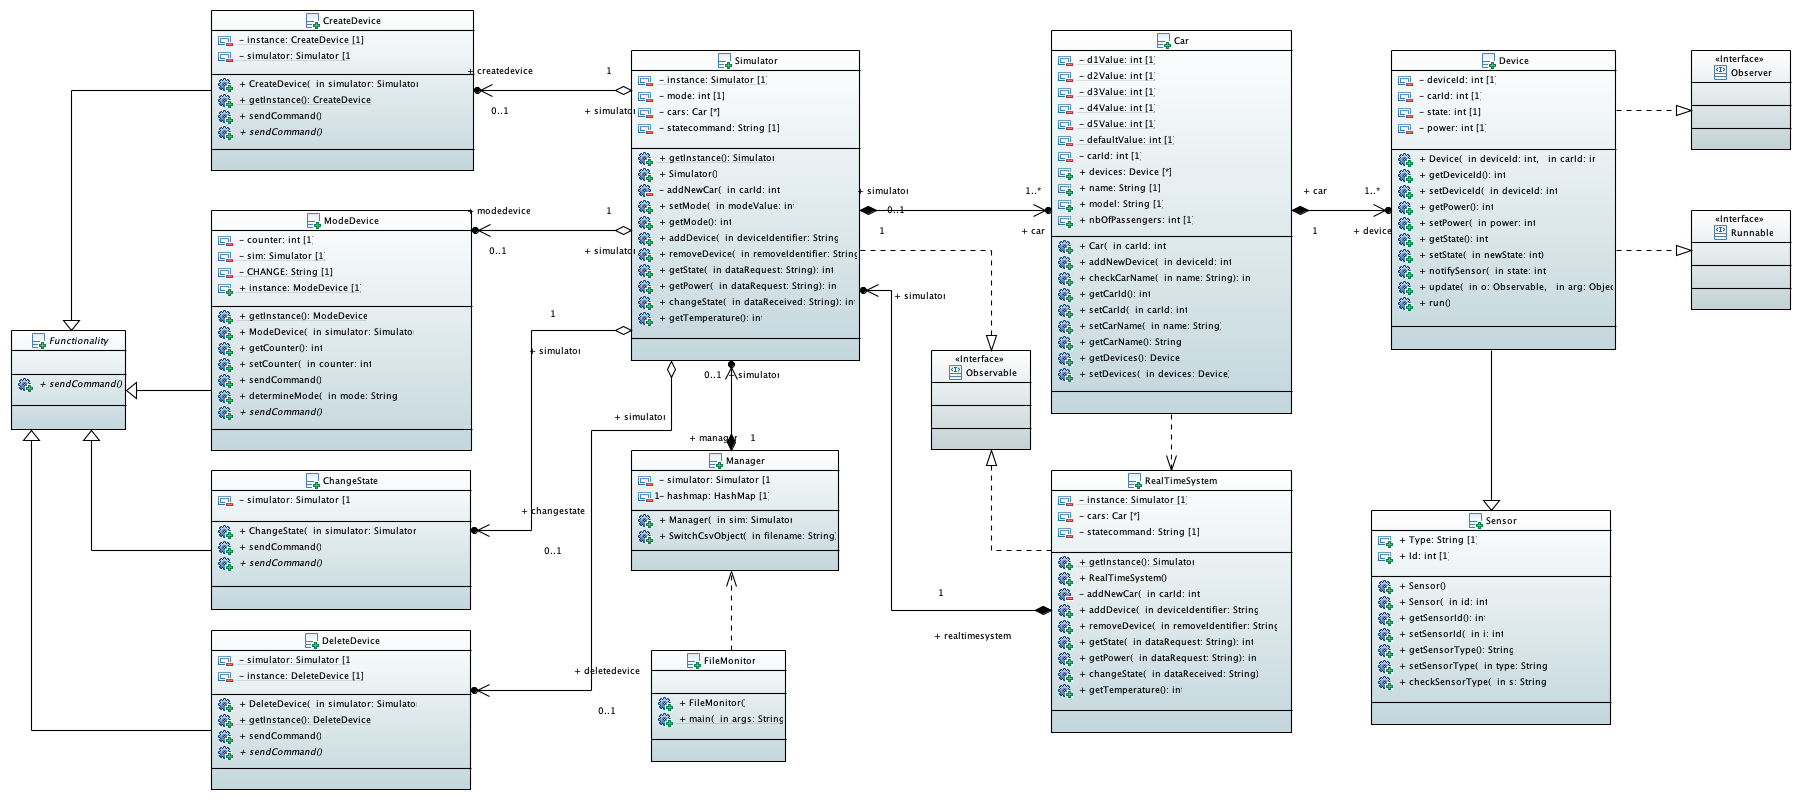 CreateDevice
- instance: CreateDevice [1]
- simulator: Simulator [1
+ CreateDevice( in simulator: Simulator
+ getInstance(): CreateDevice
+ sendCommand()
+ sendCommand()
+ createdevice
1
0..1
+ simulator
ModeDevice
- counter: int [1]
- sim: Simulator [1]
- CHANGE: String [1]
+ instance: ModeDevice [1]
+ getInstance(): ModeDevice
+ ModeDevice( in simulator: Simulator
+ getCounter(): int
+ setCounter( in counter: int
+ sendCommand()
+ determineMode( in mode: String
+ sendCommand()
+ modedevice
1
0..1
+ simulator
Functionality
+ sendCommand()
ChangeState
- simulator: Simulator [1
+ ChangeState( in simulator: Simulator
+ sendCommand()
+ sendCommand()
1
+ simulator
+ changestate
0..1
DeleteDevice
- simulator: Simulator [1
- instance: DeleteDevice [1]
+ DeleteDevice( in simulator: Simulator
+ getInstance(): DeleteDevice
+ sendCommand()
+ sendCommand()
+ simulator
+ deletedevice
0..1
Simulator
- instance: Simulator [1]
- mode: int [1]
- cars: Car [*]
- statecommand: String [1]
+ getInstance(): Simulator
+ Simulator()
- addNewCar( in carId: int
+ setMode( in modeValue: int
+ getMode(): int
+ addDevice( in deviceIdentifier: String
+ removeDevice( in removeIdentifier: String
+ getState( in dataRequest: String): int
+ getPower( in dataRequest: String): in
+ changeState( in dataReceived: String): int
+ getTemperature(): int
0..1
simulator
+ manager
1
Manager
- simulator: Simulator [1
1- hashmap: HashMap [1]
+ Manager( in sim: Simulator
+ SwitchCsvObject( in filename: String
FileMonitor
+ FileMonitor(
+ main( in args: String
+ simulator
0..1
1
1..*
+ car
+ simulator
«Interface»
Observable
1
+ realtimesystem
Car
- d1Value: int [1]
- d2Value: int [1]
- d3Value: int [1]
- d4Value: int [1]
- d5Value: int [1]
- defaultValue: int [1]
- carId: int [1]
+ devices: Device [*]
+ name: String [1]
+ model: String [1]
+ nbOfPassengers: int [1]
+ Car( in carId: int
+ addNewDevice( in deviceId: int
+ checkCarName( in name: String): in
+ getCarId(): int
+ setCarId( in carId: int
+ setCarName( in name: String)
+ getCarName(): String
+ getDevices(): Device
+ setDevices( in devices: Device)
RealTimeSystem
- instance: Simulator [1]
- cars: Car [*]
- statecommand: String [1]
+ getInstance(): Simulator
+ RealTimeSystem()
- addNewCar( in carId: int
+ addDevice( in deviceIdentifier: String
+ removeDevice( in removeIdentifier: String
+ getState( in dataRequest: String): int
+ getPower( in dataRequest: String): in
+ changeState( in dataReceived: String)
+ getTemperature(): int
+ car
1..*
1
+ device
Device
- deviceId: int [1]
- carId: int [1]
- state: int [1]
- power: int [1]
+ Device( in deviceId: int, in carId: in
+ getDeviceId(): int
+ setDeviceId( in deviceId: int
+ getPower(): int
+ setPower( in power: int
+ getState(): int
+ setState( in newState: int)
+ notifySensor( in state: int
+ update( in o: Observable, in arg: Objec
+ run()
Sensor
+ Type: String [1]
+ Id: int [1]
+ Sensor()
+ Sensor( in id: int
+ getSensorId(): int
+ setSensorId( in i: int
+ getSensorType(): String
+ setSensorType( in type: String
+ checkSensorType( in s: String
«Interface»
Observer
«Interface»
Runnable